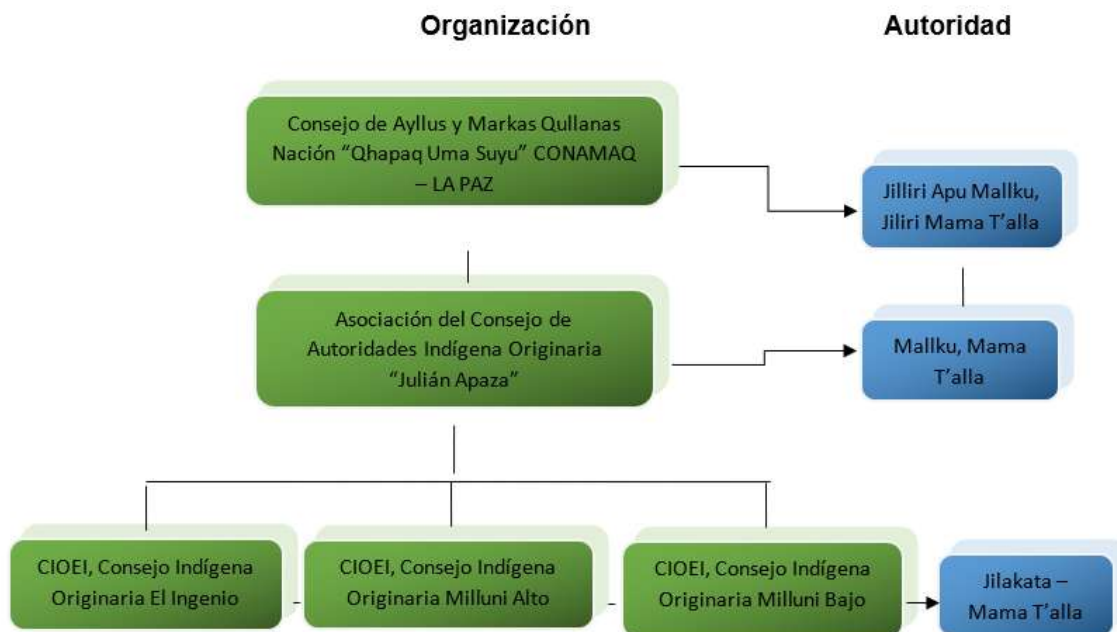 Organización
Autoridad
Consejo de Ayllus y Markas Qullanas
Nación “Qhapaq Uma Suyu” CONAMAQ
– LA PAZ
Jilliri Apu Mallku,
Jiliri Mama T’alla
Asociación del Consejo de
Autoridades Indígena Originaria
“Julián Apaza”
Mallku, Mama
T’alla
CIOEI, Consejo Indígena
Originaria El Ingenio
CIOEI, Consejo Indígena
Originaria Milluni Alto
CIOEI, Consejo Indígena
Originaria Milluni Bajo
Jilakata –
Mama T’alla